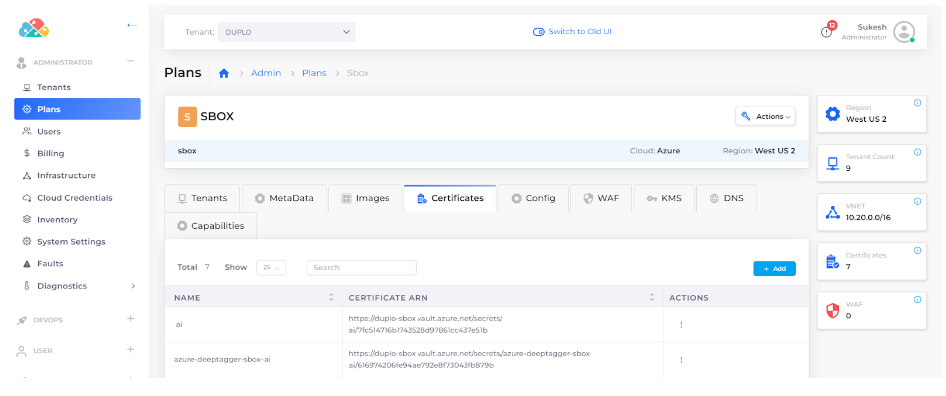 Tenant: DUPLO
Switch to Old UI
12
Sukesh
Administrator
ADMINISTRATOR
Tenants
Plans
Users
Billing
Infrastructure
Cloud Credentials
Inventory
System Settings
Faults
Diagnostics
DEVOPS
USER
Plans
Admin
Plans
Sbox
S SBOX
Actions
sbox
Cloud: Azure
Region: West US 2
Tenants
MetaData
Images
Certificates
Config
WAF
KMS
DNS
Capabilities
Total 7 Show 25 Search
+ Add
NAME CERTIFICATE ARN ACTIONS
ai
https://duplo-sbox.vault.azure.net/secrets/
ai/7fc514716b1743528d97861cc437e51b
azure-deeptagger-sbox-ai
https://duplo-sbox.vault.azure.net/secrets/azure-deeptagger-sbox-
ai/616974206fe94ae792e8f73043fb879b
Region
West US 2
Tenant Count
9
VNET
10.20.0.0/16
Certificates
7
WAF
0